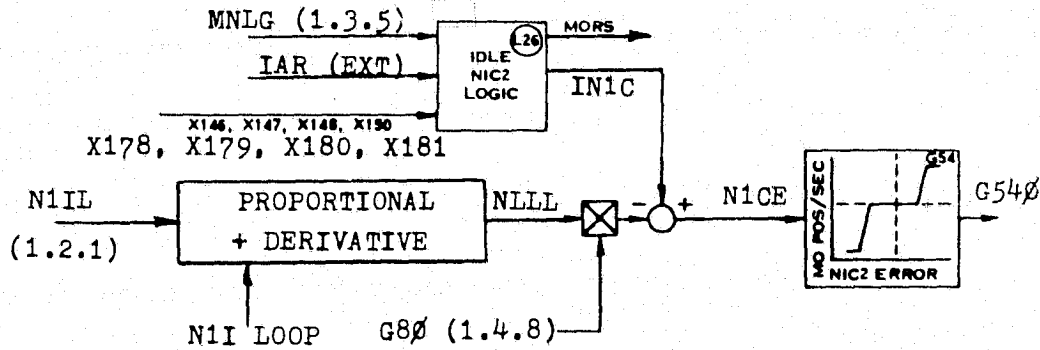 MNLG (1.3.5)
L26
MORS
IDLE
NIC2
LOGIC
IAR (EXT)
IN1C
X146, X147, X148, X150
X178, X179, X180, X181
G54
N1IL
(1.2.1)
PROPORTIONAL
+ DERIVATIVE
NLLL
-
+
N1CE
MO POS/SEC
NIC2 ERROR
G54Ø
N1I LOOP
G8Ø (1.4.8)